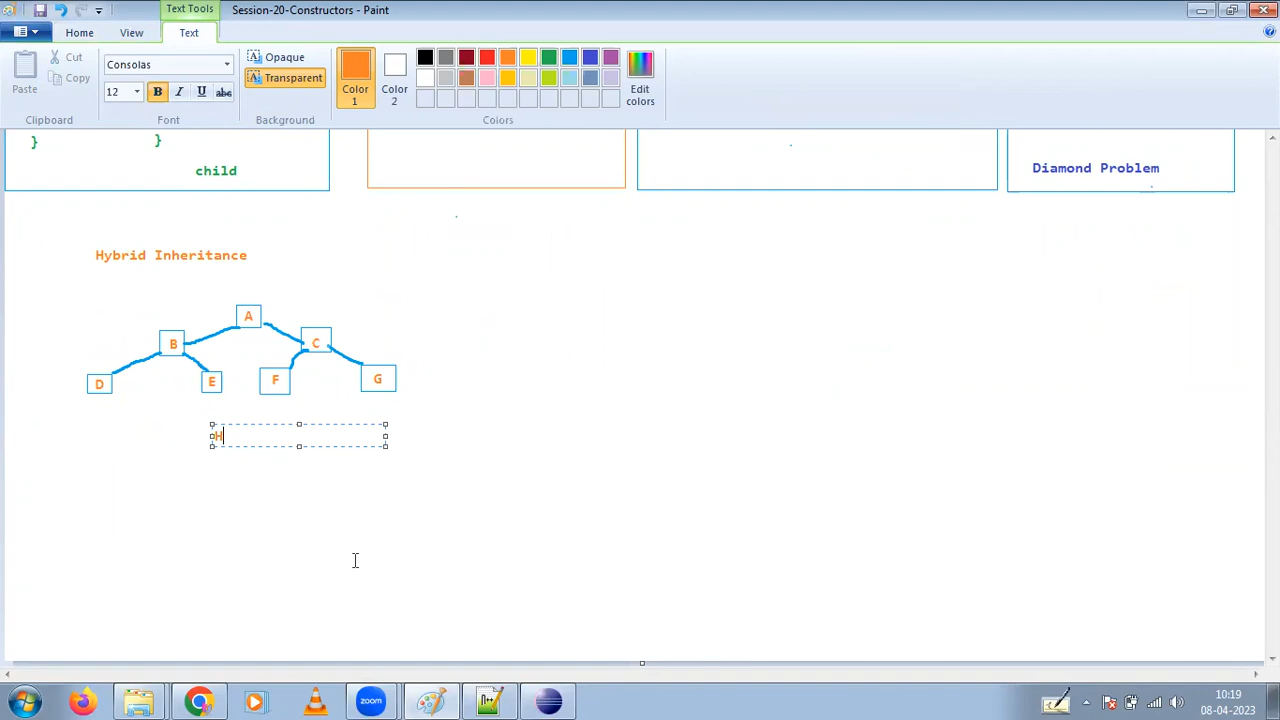 Text Tools
Session-20-Constructors - Paint
Home
View
Text
Paste
Cut
Copy
Clipboard
Consolas
12
B
I
U
abc
Font
Opaque
Transparent
Background
Color
1
Color
2
Edit
colors
Colors
}
}
child
Diamond Problem
Hybrid Inheritance
A
B
C
D
E
F
G
H
zoom
N++
10:19
08-04-2023